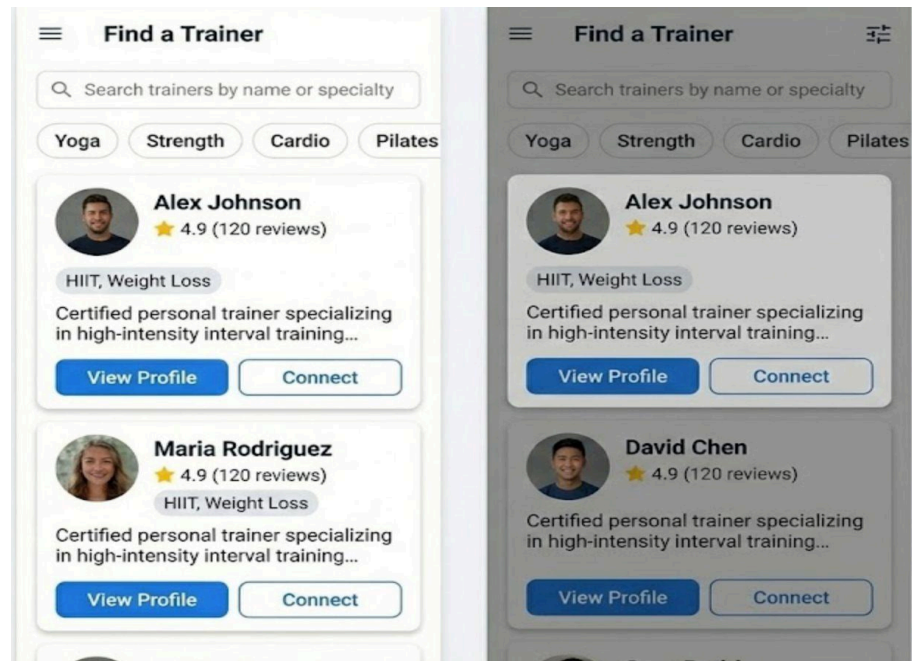 Find a Trainer
Search trainers by name or specialty
Yoga Strength Cardio Pilates
Alex Johnson
4.9 (120 reviews)
HIIT, Weight Loss
Certified personal trainer specializing
in high-intensity interval training...
View Profile Connect
Maria Rodriguez
4.9 (120 reviews)
HIIT, Weight Loss
Certified personal trainer specializing
in high-intensity interval training...
View Profile Connect
Find a Trainer
Search trainers by name or specialty
Yoga Strength Cardio Pilates
Alex Johnson
4.9 (120 reviews)
HIIT, Weight Loss
Certified personal trainer specializing
in high-intensity interval training...
View Profile Connect
David Chen
4.9 (120 reviews)
Certified personal trainer specializing
in high-intensity interval training...
View Profile Connect